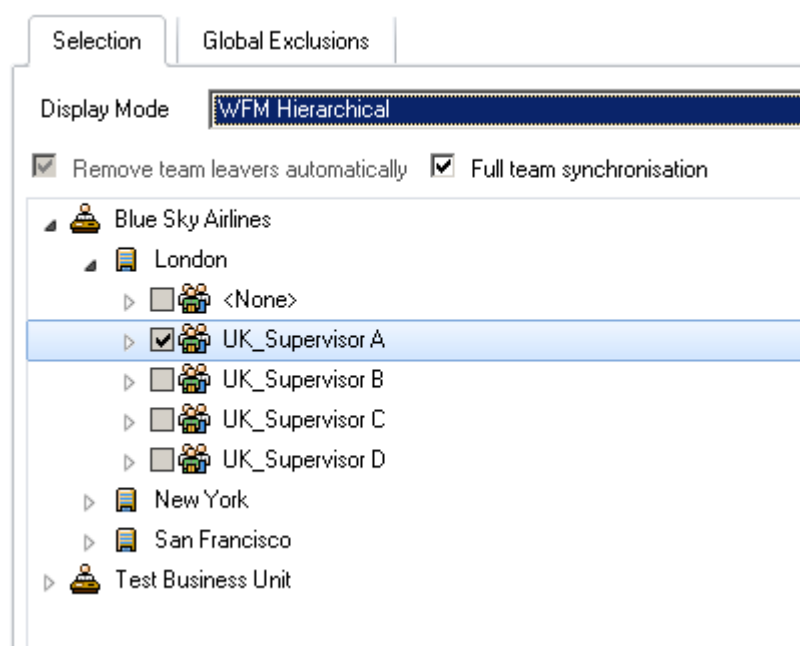 Selection Global Exclusions
Display Mode WFM Hierarchical
Remove team leavers automatically Full team synchronisation
Blue Sky Airlines
London
<None>
UK_Supervisor A
UK_Supervisor B
UK_Supervisor C
UK_Supervisor D
New York
San Francisco
Test Business Unit